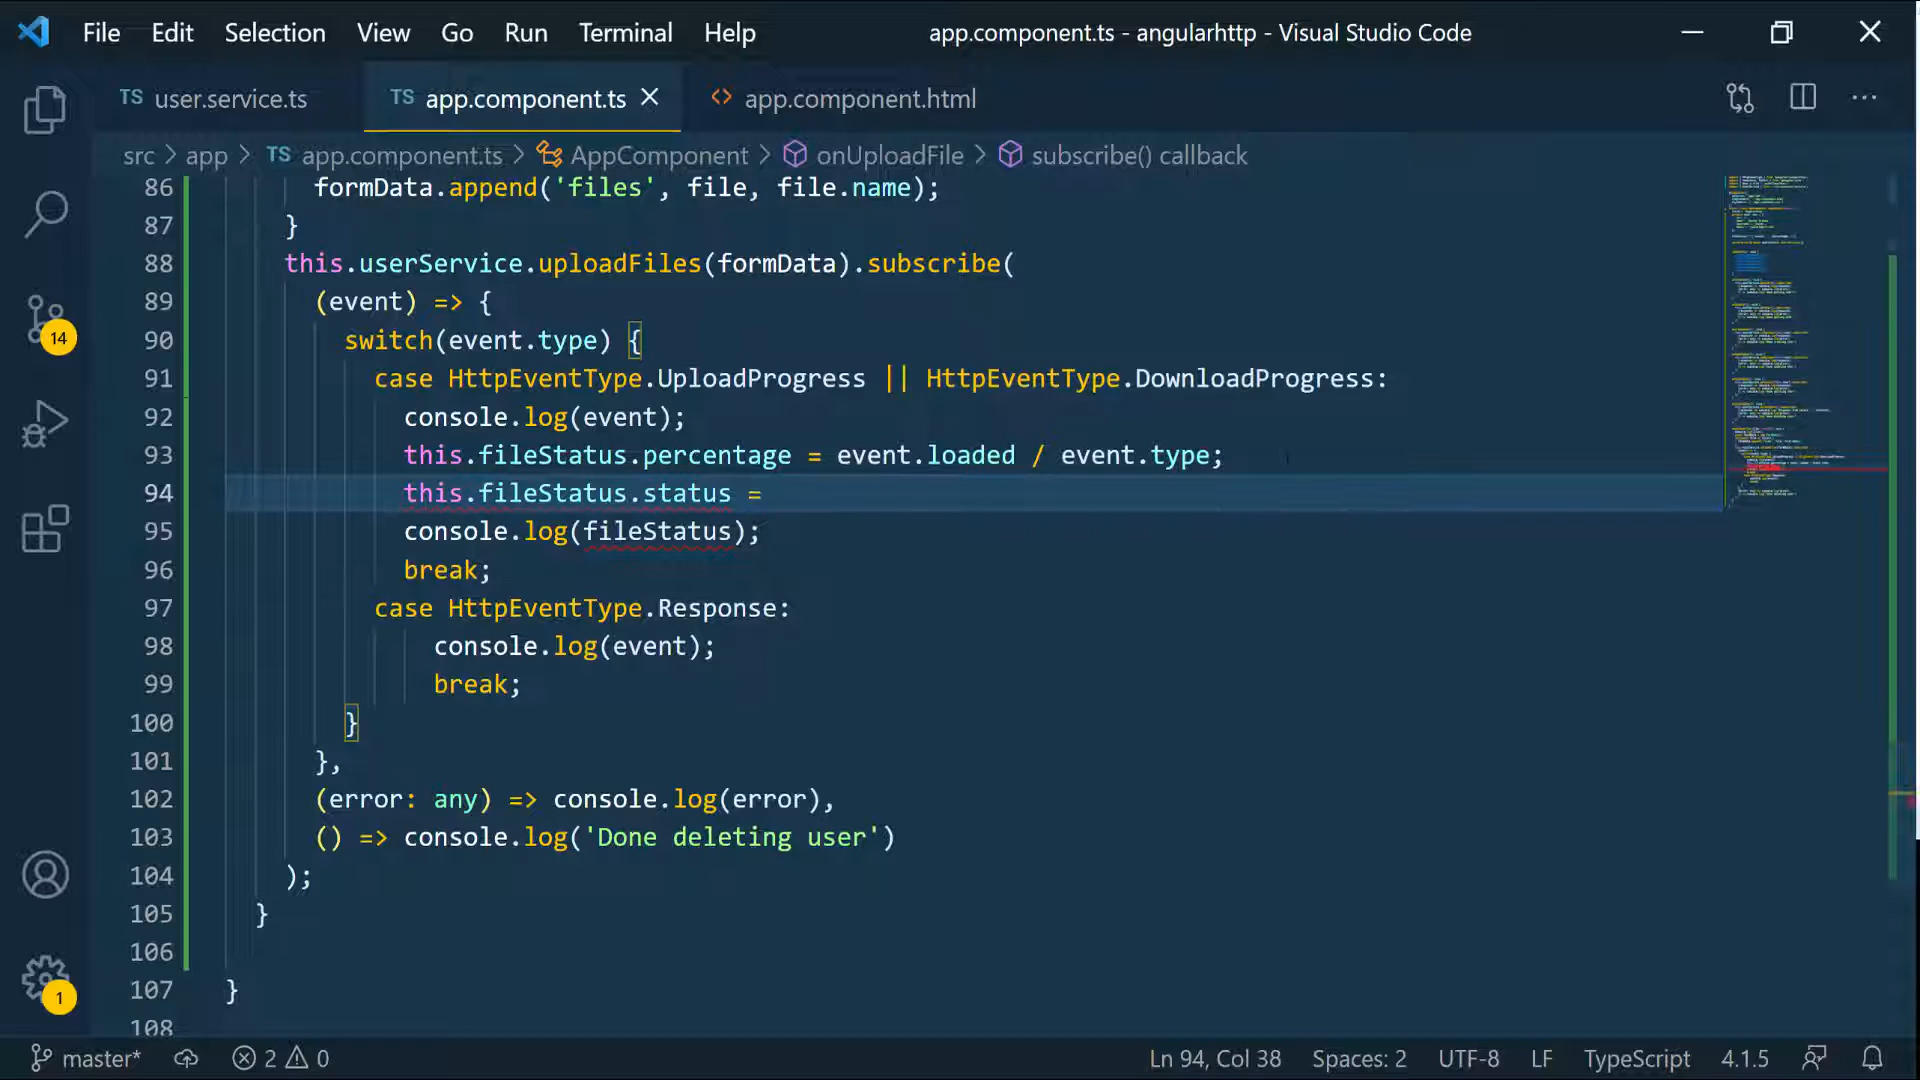 File Edit Selection View Go Run Terminal Help app.component.ts - angularhttp - Visual Studio Code
TS user.service.ts TS app.component.ts <> app.component.html
src > app > TS app.component.ts > AppComponent > onUploadFile > subscribe() callback
86 formData.append('files', file, file.name);
87 }
88 this.userService.uploadFiles(formData).subscribe(
89 (event) => {
90 switch(event.type) {
91 case HttpEventType.UploadProgress || HttpEventType.DownloadProgress:
92 console.log(event);
93 this.fileStatus.percentage = event.loaded / event.type;
94 this.fileStatus.status =
95 console.log(fileStatus);
96 break;
97 case HttpEventType.Response:
98 console.log(event);
99 break;
100 }
101 },
102 (error: any) => console.log(error),
103 () => console.log('Done deleting user')
104 );
105 }
106
107 }
108
14
1
master* 2 0 Ln 94, Col 38 Spaces: 2 UTF-8 LF TypeScript 4.1.5